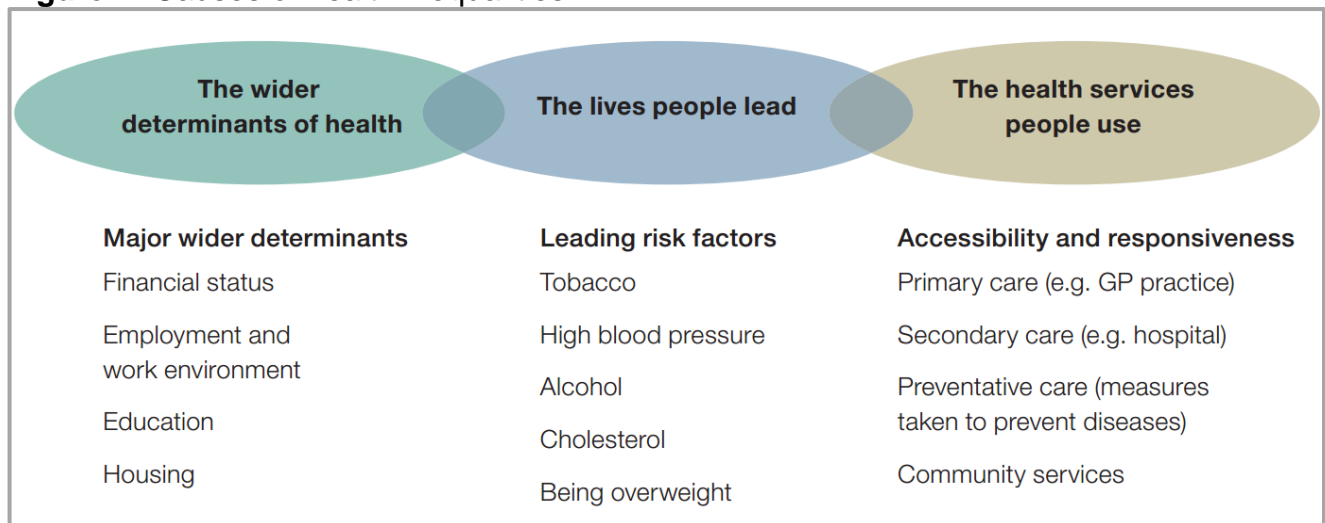 The wider
determinants of health
The lives people lead
The health services
people use
Major wider determinants
Financial status
Employment and
work environment
Education
Housing
Leading risk factors
Tobacco
High blood pressure
Alcohol
Cholesterol
Being overweight
Accessibility and responsiveness
Primary care (e.g. GP practice)
Secondary care (e.g. hospital)
Preventative care (measures
taken to prevent diseases)
Community services